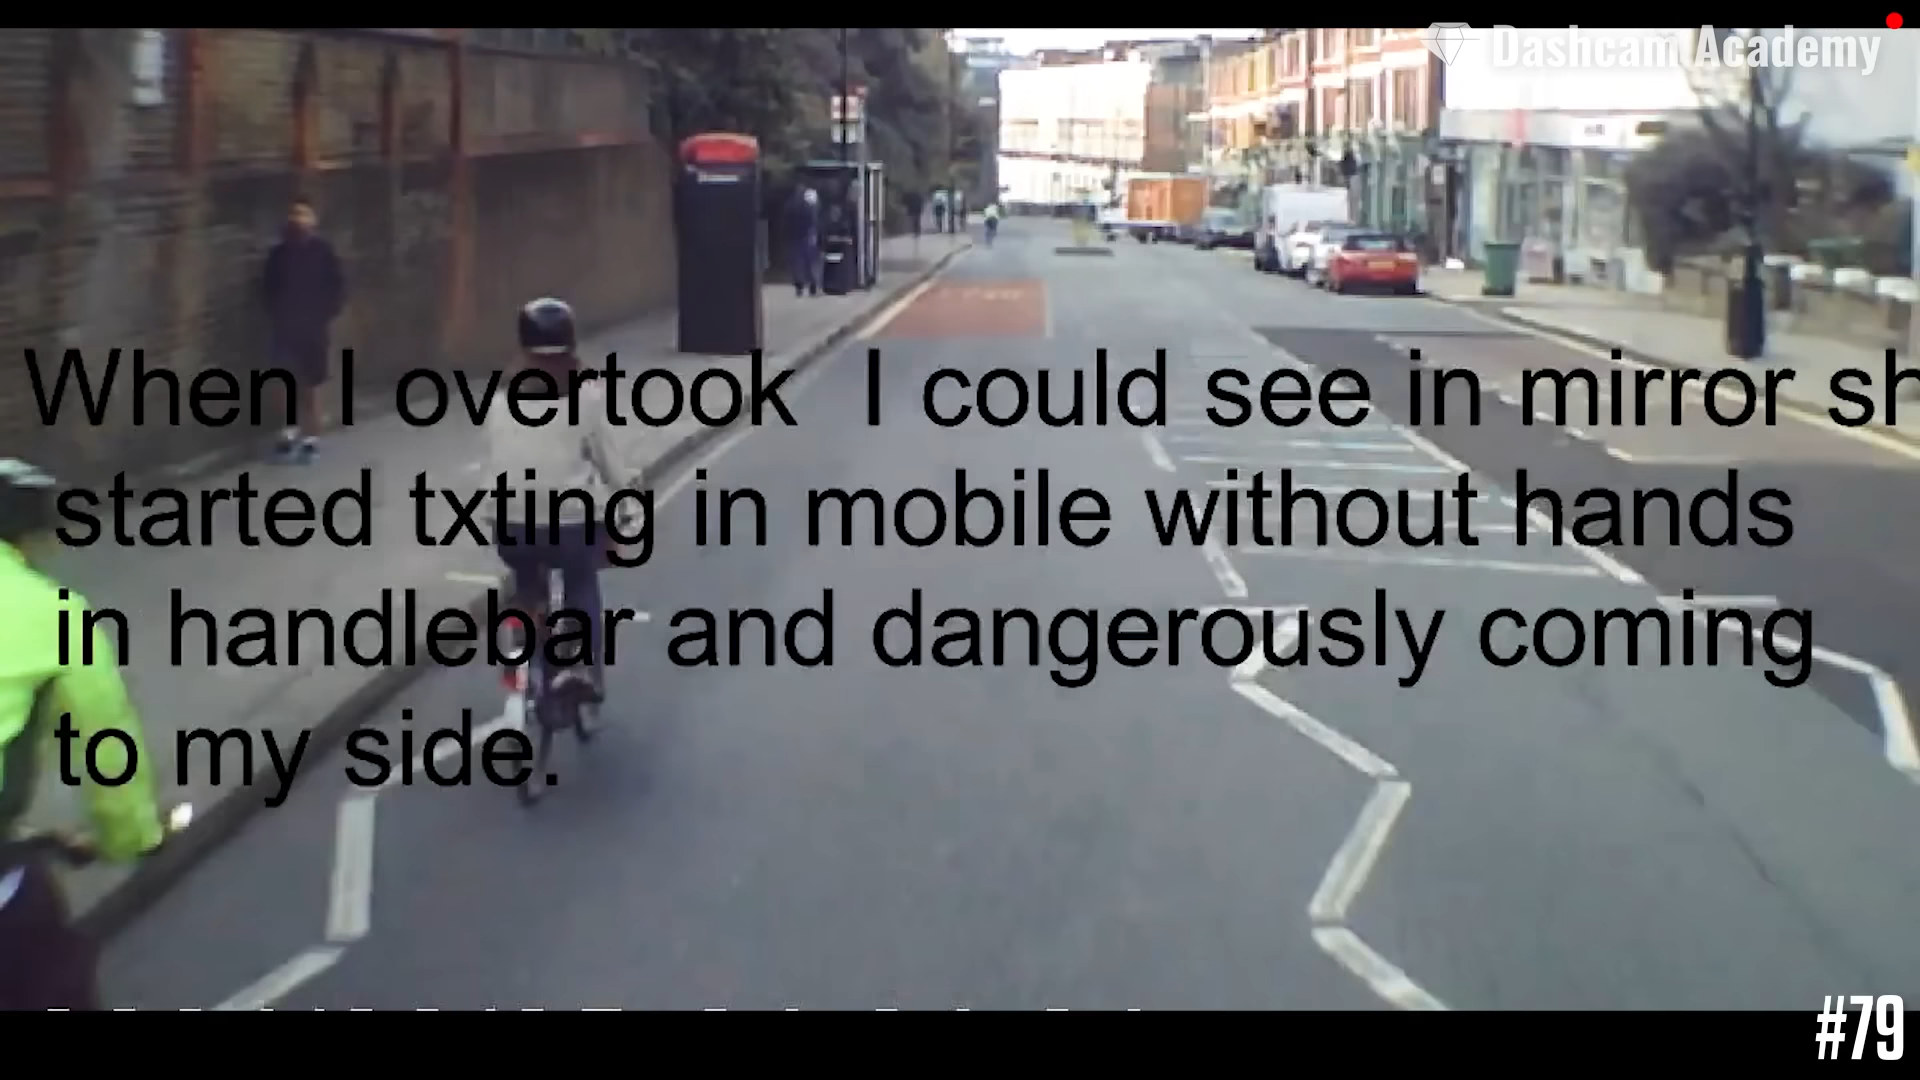 Dashcam Academy
When I overtook I could see in mirror sh
started txting in mobile without hands
in handlebar and dangerously coming
to my side.
#79